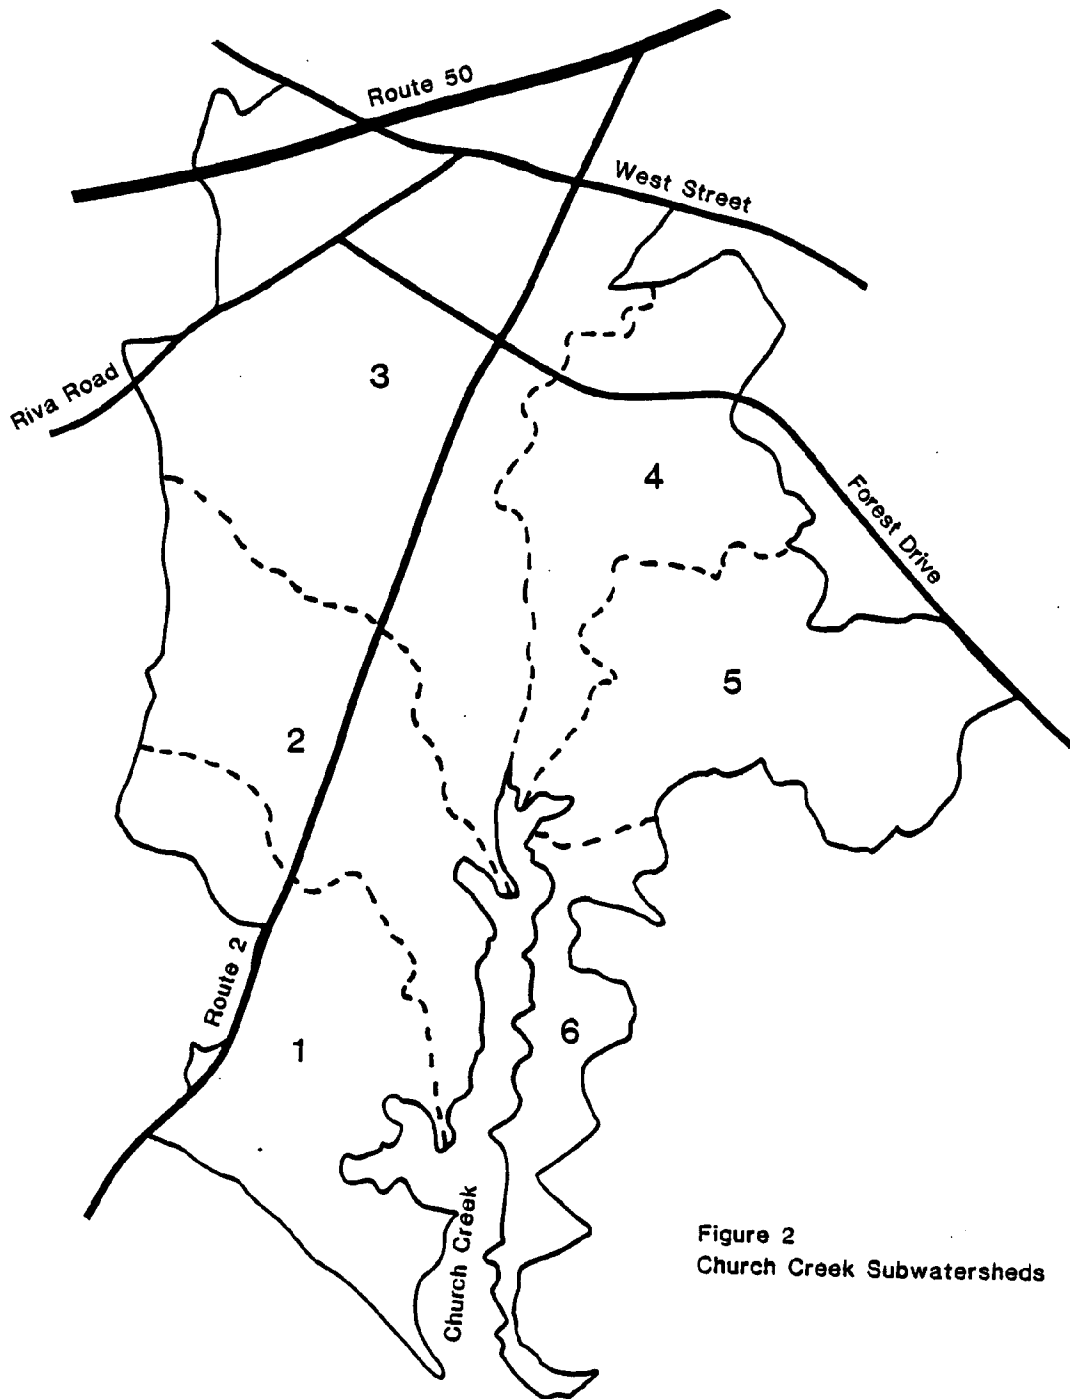 Route 50
West Street
Riva Road
3
4
Forest Drive
5
2
Route 2
1
6
Church Creek
Figure 2
Church Creek Subwatersheds